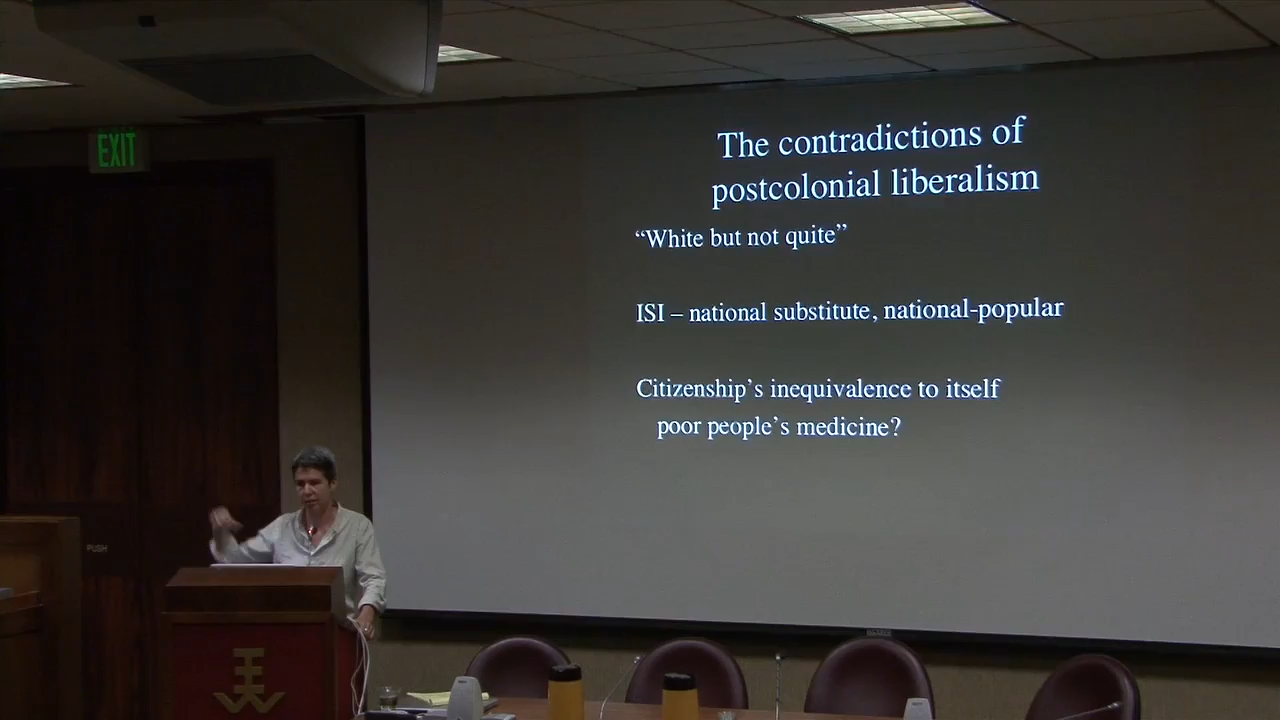 EXIT
The contradictions of
postcolonial liberalism
“White but not quite”
ISI – national substitute, national-popular
Citizenship’s inequivalence to itself
poor people’s medicine?
PUSH